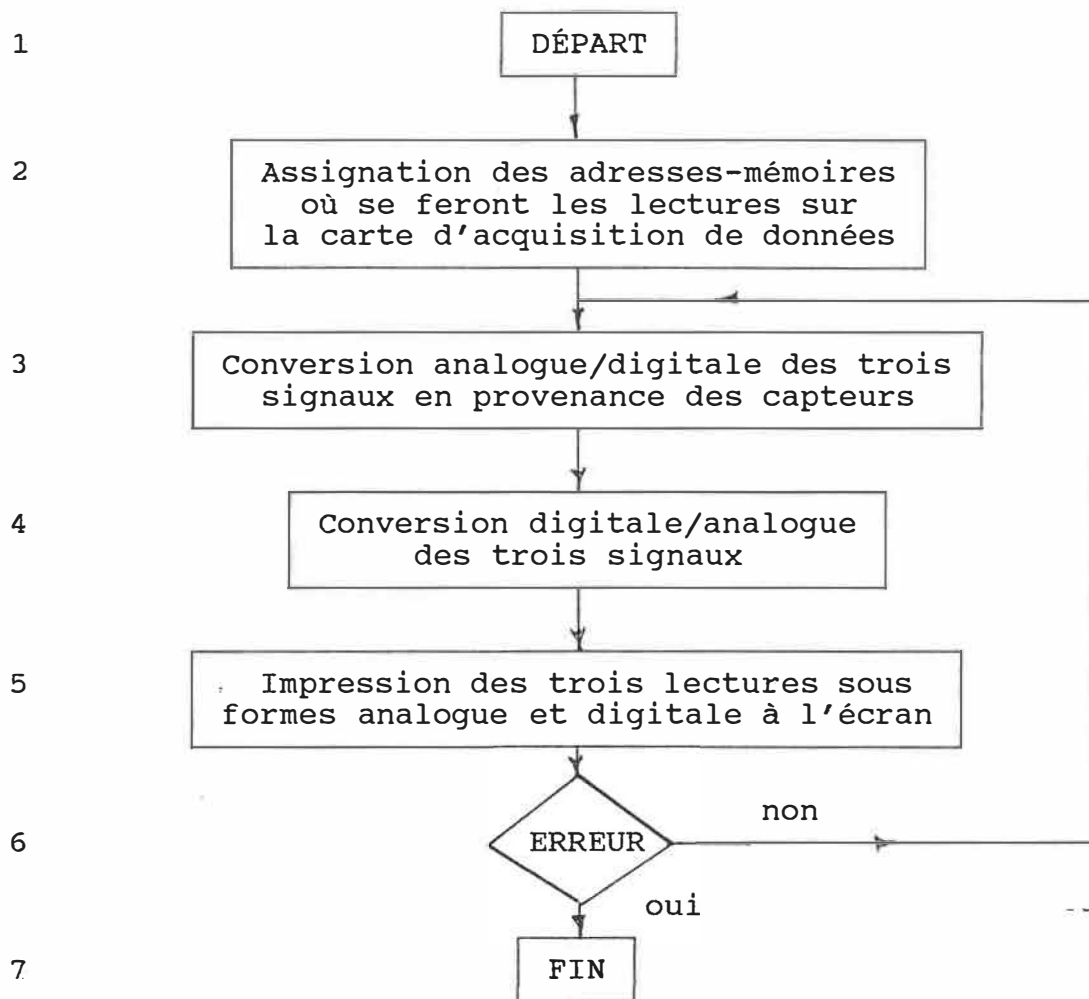 1
DÉPART
2
Assignation des adresses-mémoires
où se feront les lectures sur
la carte d'acquisition de données
3
Conversion analogue/digitale des trois
signaux en provenance des capteurs
4
Conversion digitale/analogue
des trois signaux
5
Impression des trois lectures sous
formes analogue et digitale à l'écran
non
6
ERREUR
oui
7
FIN